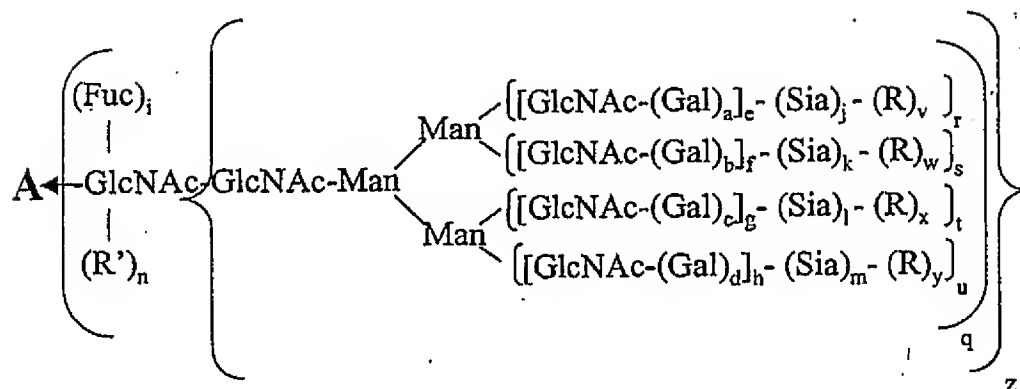 (Fuc)i
Man {[GlcNAc-(Gal)a]e- (Sia)j- (R)v }r
{[GlcNAc-(Gal)b]f- (Sia)k- (R)w }s
A◄ GlcNAc-GlcNAc-Man
{[GlcNAc-(Gal)c]g- (Sia)l- (R)x }t
Man
(R’)n {[GlcNAc-(Gal)d]h- (Sia)m- (R)y }u
q
z